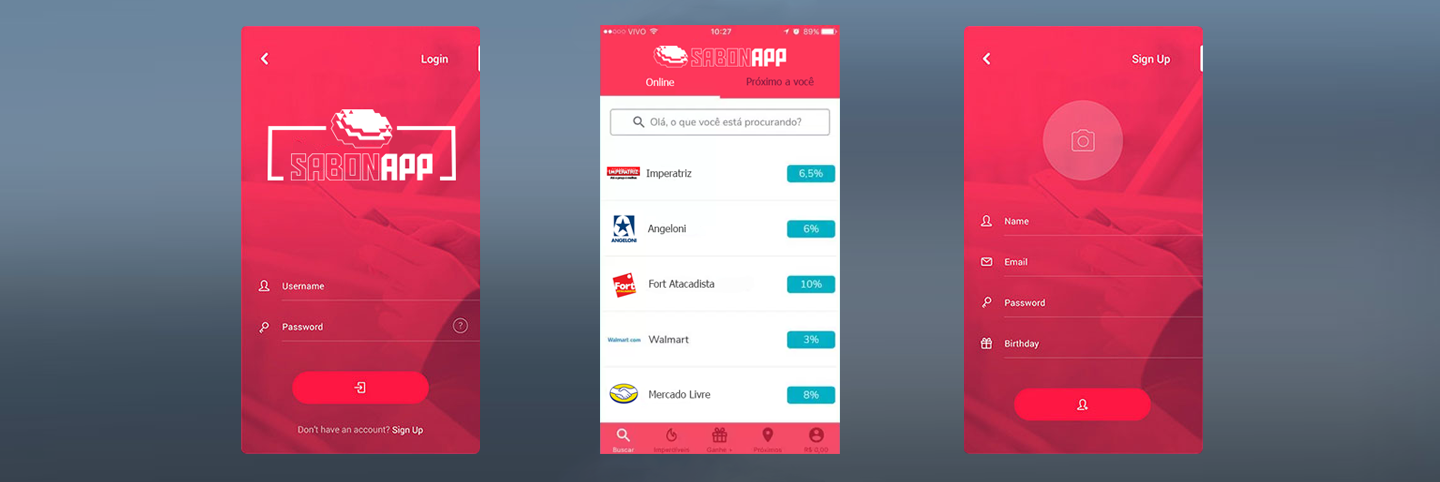 Login
SABONAPP
Username
Password
?
Don't have an account? Sign Up
VIVO 10:27 89%
SABONAPP
Online Próximo a você
Olá, o que você está procurando?
IMPERATRIZ Imperatriz 6,5%
ANGELONI Angeloni 6%
Fort Fort Atacadista 10%
Walmart.com Walmart 3%
Mercado Livre 8%
Buscar Imperdíveis Ganhe + Próximos R$ 0,00
Sign Up
Name
Email
Password
Birthday